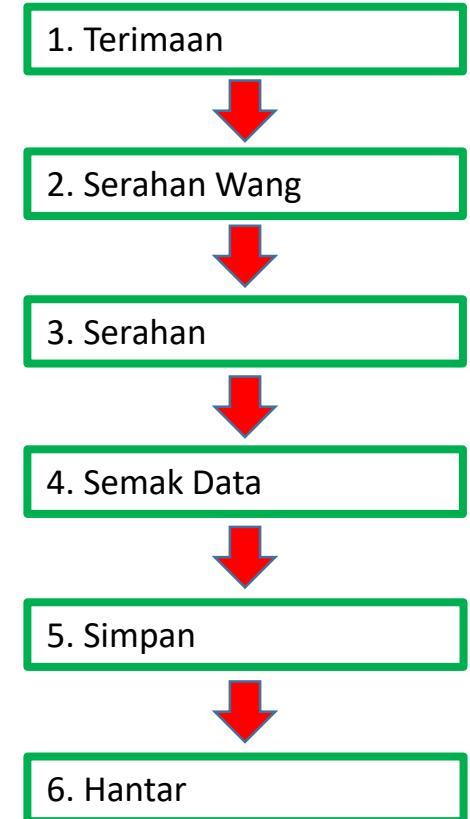 1. Terimaan
2. Serahan Wang
3. Serahan
4. Semak Data
5. Simpan
6. Hantar